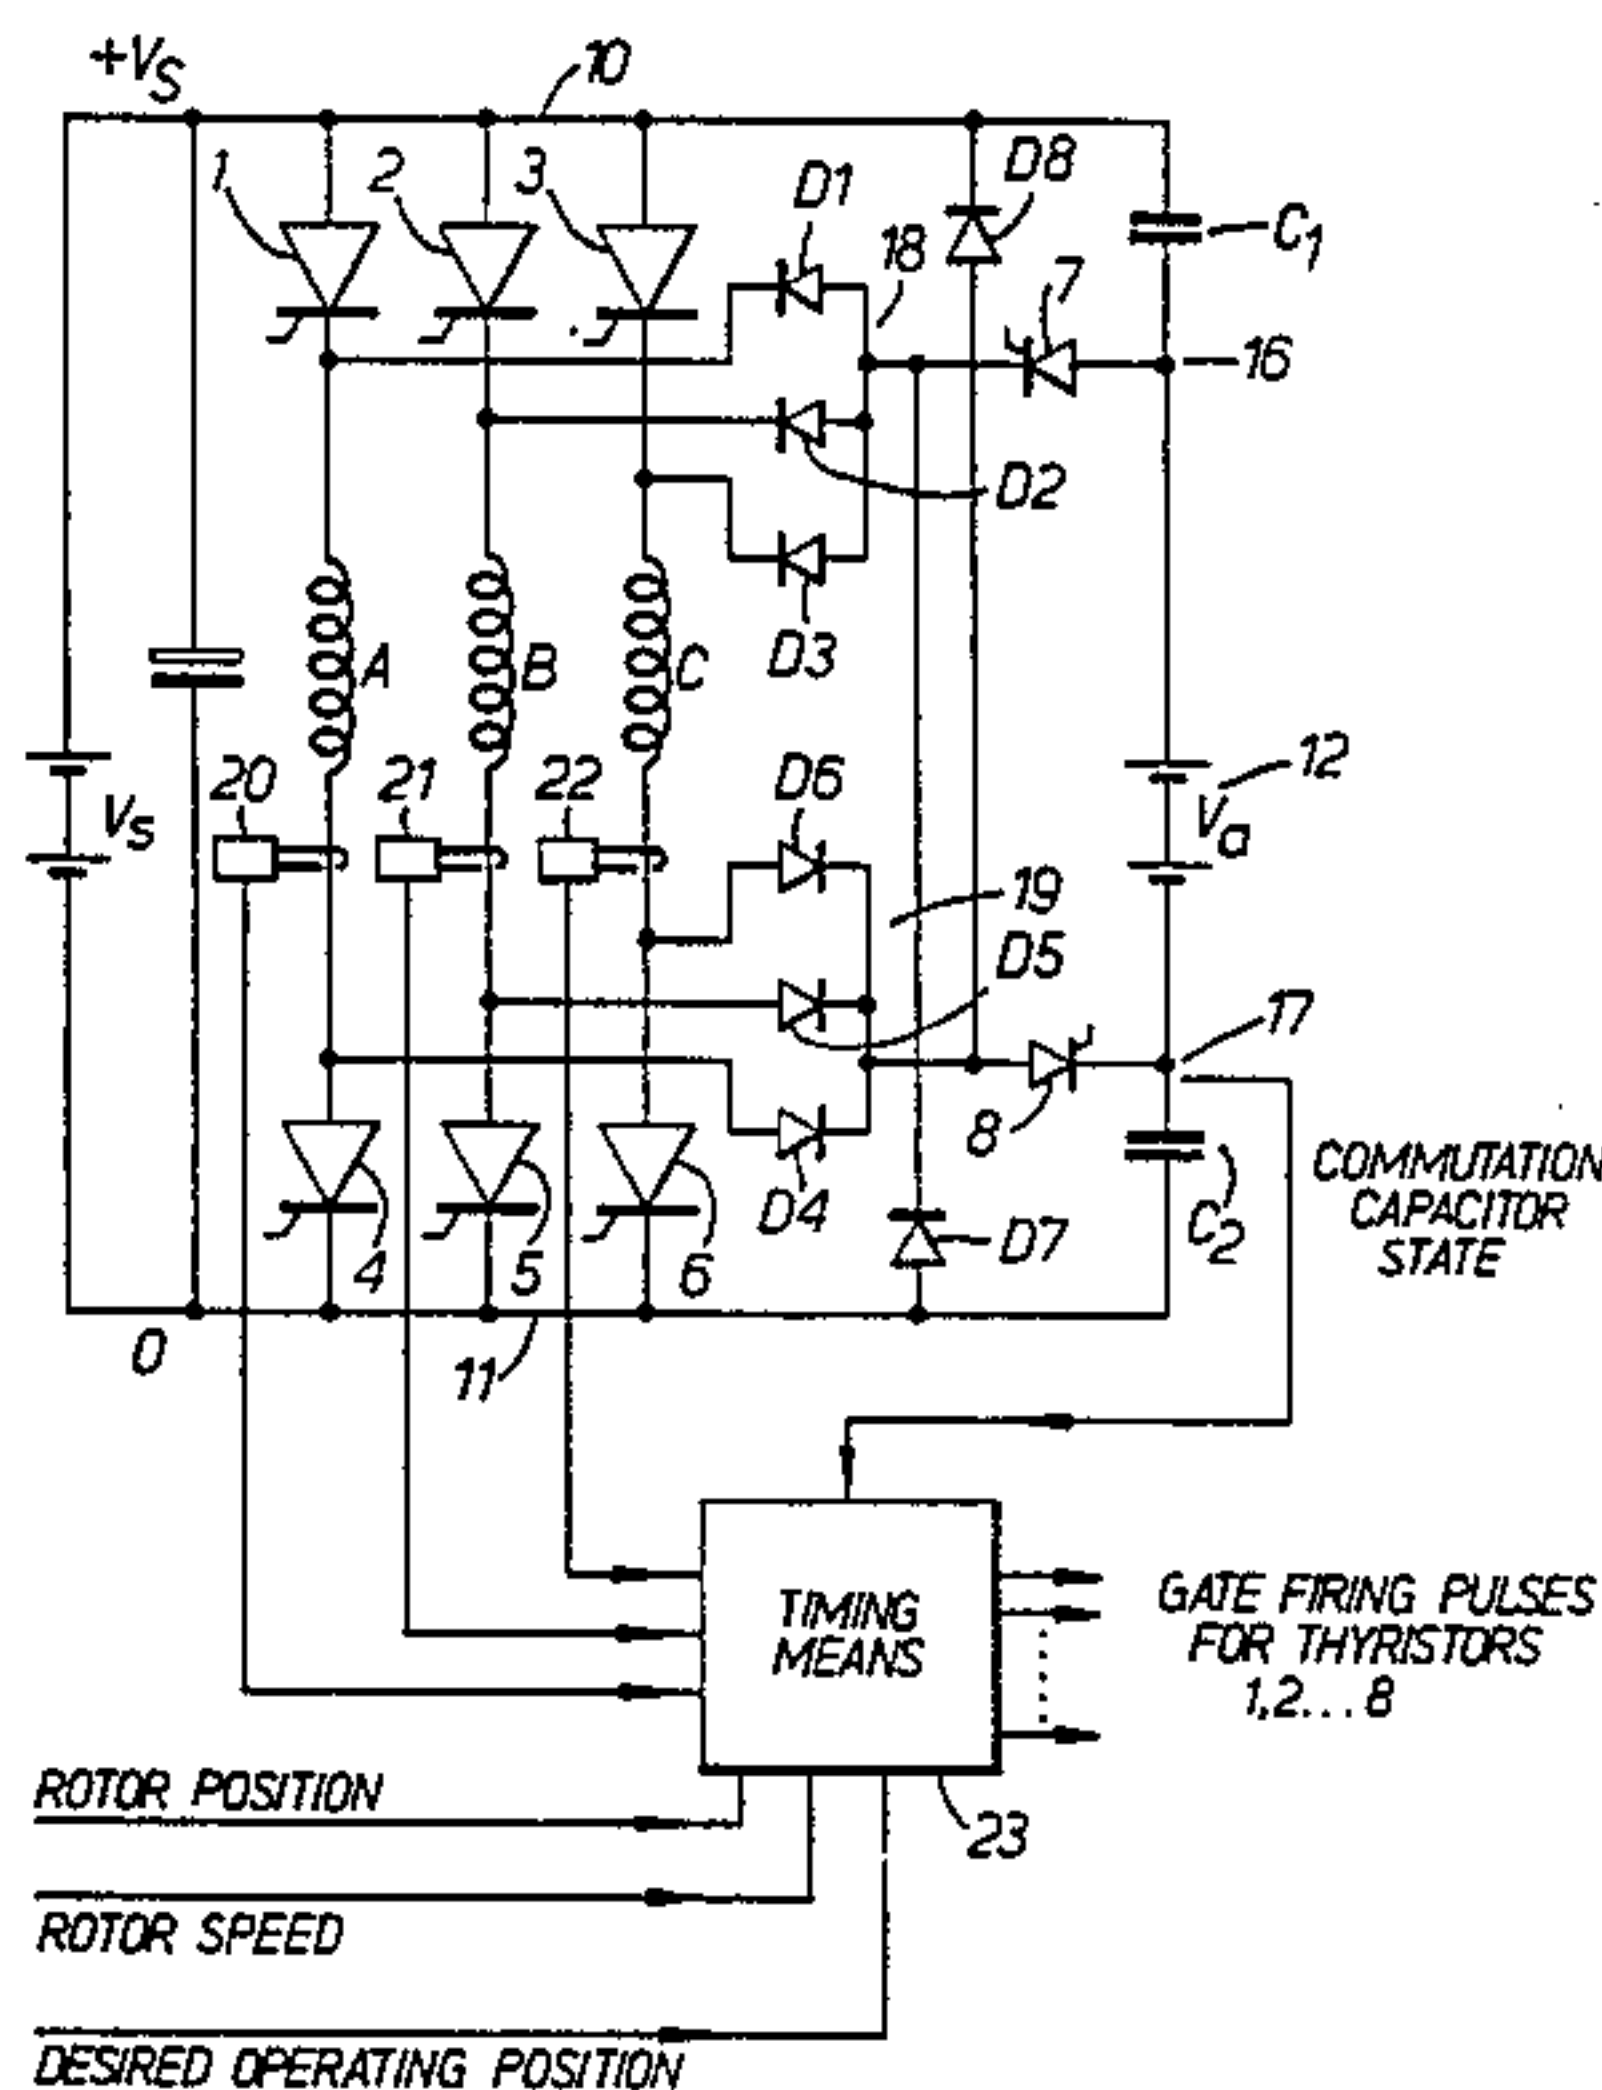 +VS
10
1
2
3
D1
18
D8
7
C1
16
D2
D3
A
B
C
12
Va
VS
20
21
22
D6
19
D5
17
8
D4
D7
C2
COMMUTATION
CAPACITOR
STATE
4
5
6
0
11
TIMING
MEANS
GATE FIRING PULSES
FOR THYRISTORS
1,2...8
ROTOR POSITION
23
ROTOR SPEED
DESIRED OPERATING POSITION